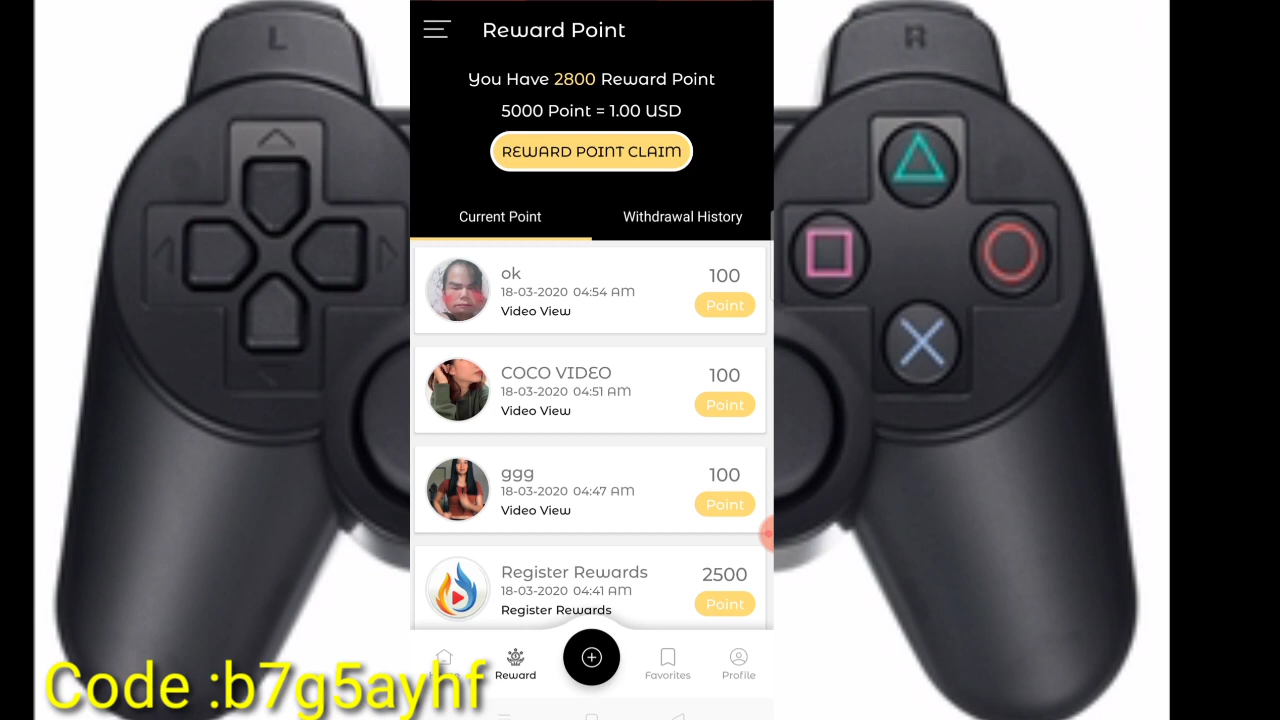 L
R
Reward Point
You Have 2800 Reward Point
5000 Point = 1.00 USD
REWARD POINT CLAIM
Current Point
Withdrawal History
ok
18-03-2020 04:54 AM
Video View
100
Point
COCO VIDEO
18-03-2020 04:51 AM
Video View
100
Point
ggg
18-03-2020 04:47 AM
Video View
100
Point
Register Rewards
18-03-2020 04:41 AM
Register Rewards
2500
Point
Reward
Favorites
Profile
Code :b7g5ayhf